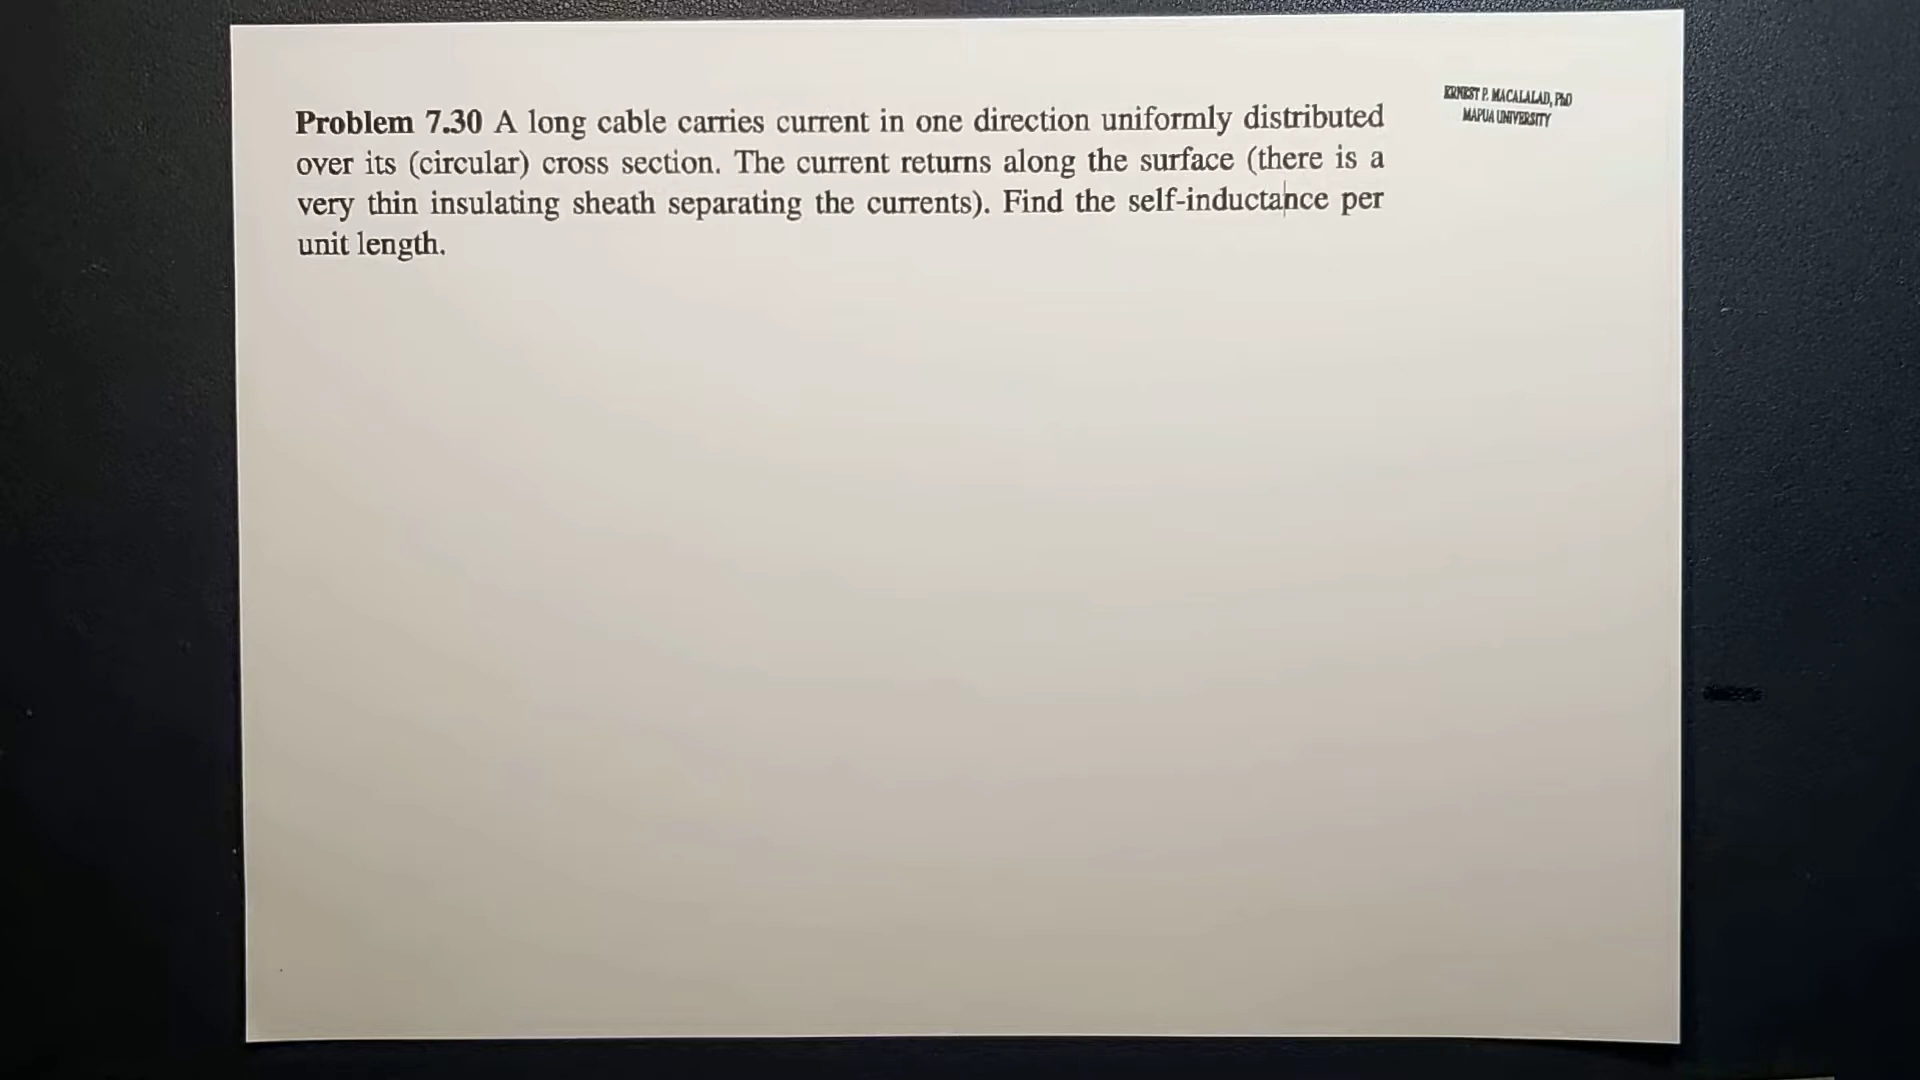 Problem 7.30 A long cable carries current in one direction uniformly distributed
over its (circular) cross section. The current returns along the surface (there is a
very thin insulating sheath separating the currents). Find the self-inductance per
unit length.
ERNEST P. MACALALAD, PhD
MAPUA UNIVERSITY